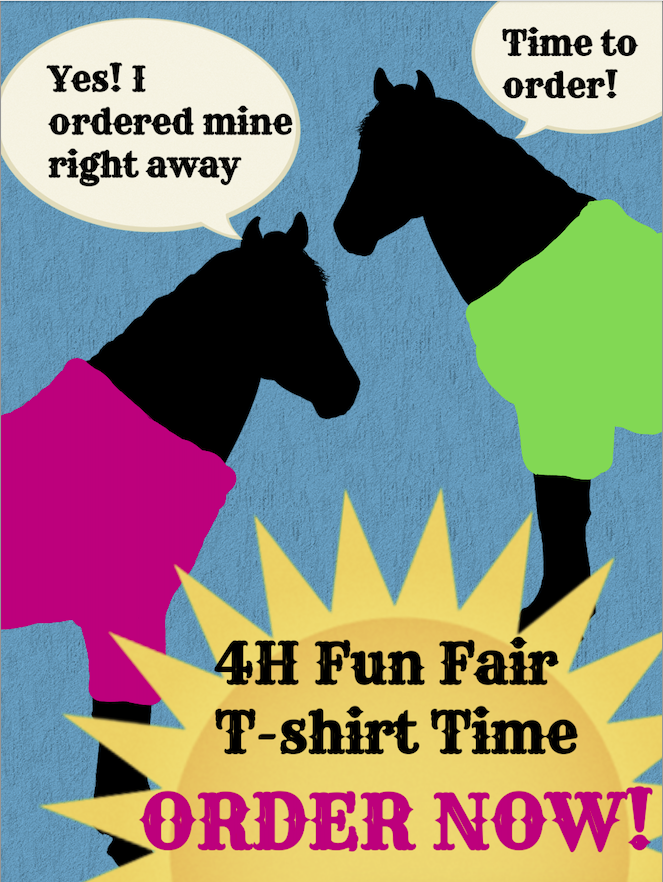 Time to
order!
Yes! I
ordered mine
right away
4H Fun Fair
T-shirt Time
ORDER NOW!